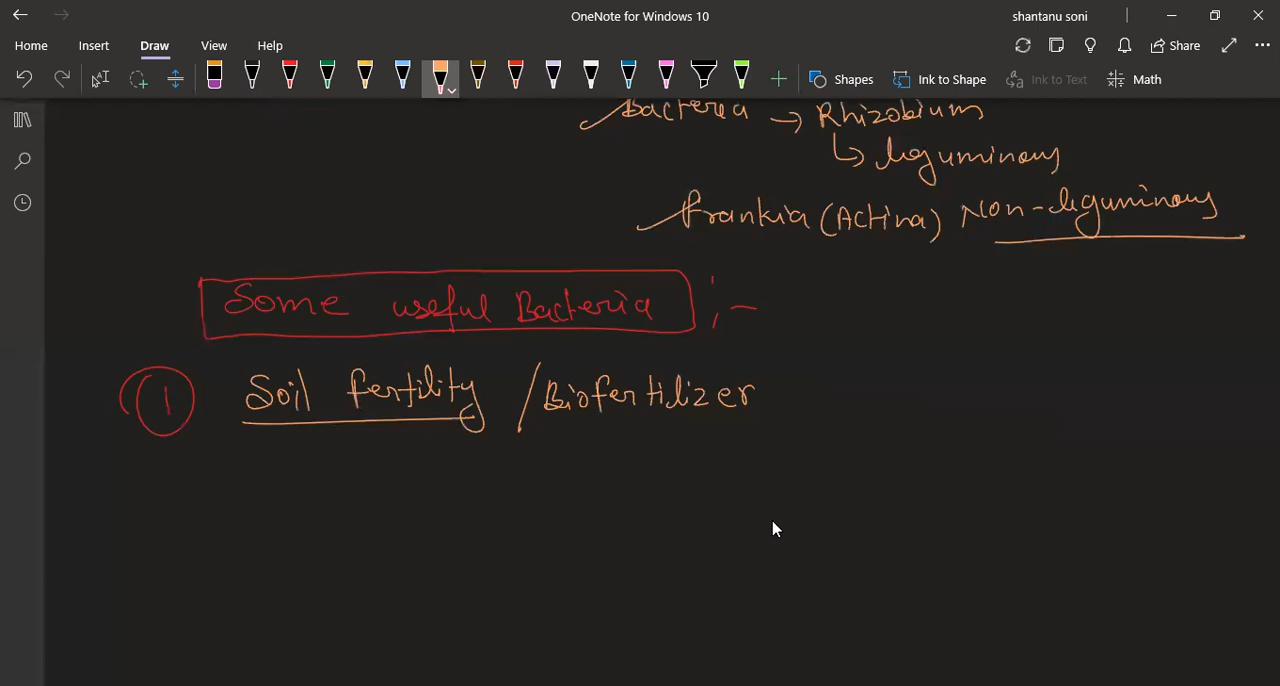 OneNote for Windows 10
shantanu soni
Home Insert Draw View Help
Share
Shapes Ink to Shape Ink to Text Math
Bacteria → Rhizobium
↳ leguminous
Frankia (Actina) Non-leguminous
Some useful Bacteria ;-
1 Soil fertility / Biofertilizer